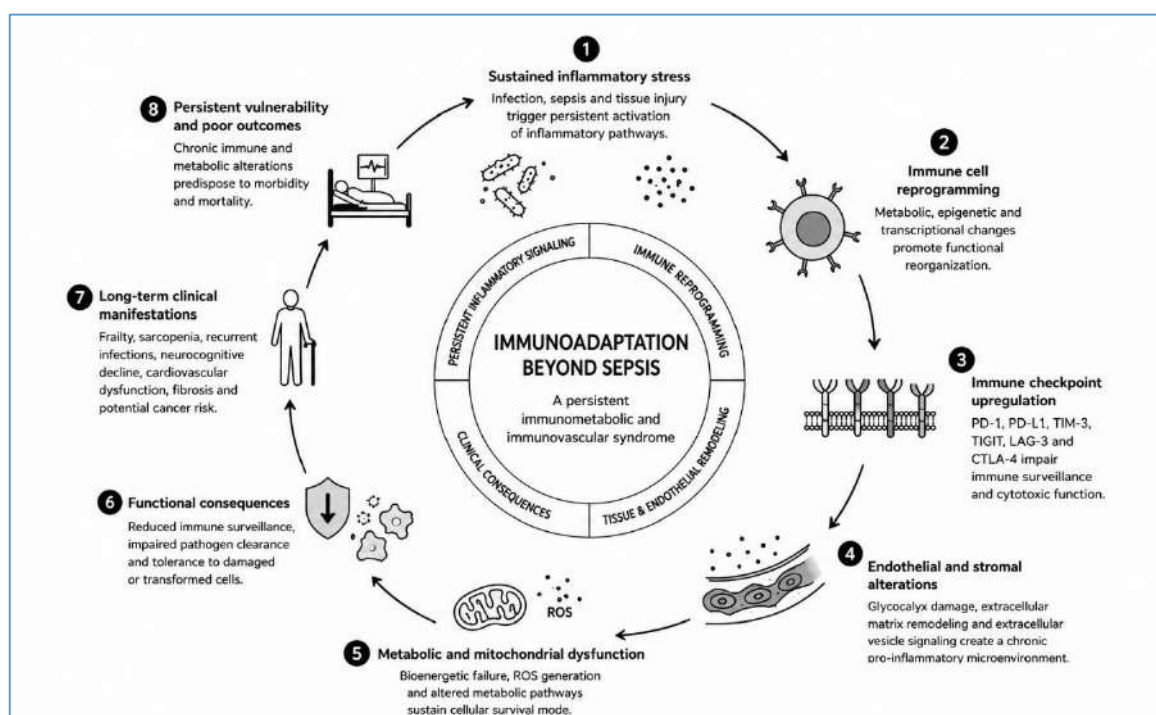 1
Sustained inflammatory stress
Infection, sepsis and tissue injury
trigger persistent activation
of inflammatory pathways.
2
Immune cell
reprogramming
Metabolic, epigenetic and
transcriptional changes
promote functional
reorganization.
3
Immune checkpoint
upregulation
PD-1, PD-L1, TIM-3,
TIGIT, LAG-3 and
CTLA-4 impair
immune surveillance
and cytotoxic function.
4
Endothelial and stromal
alterations
Glycocalyx damage, extracellular
matrix remodeling and extracellular
vesicle signaling create a chronic
pro-inflammatory microenvironment.
ROS
5 Metabolic and mitochondrial dysfunction
Bioenergetic failure, ROS generation
and altered metabolic pathways
sustain cellular survival mode.
6 Functional consequences
Reduced immune surveillance,
impaired pathogen clearance
and tolerance to damaged
or transformed cells.
7 Long-term clinical
manifestations
Frailty, sarcopenia, recurrent
infections, neurocognitive
decline, cardiovascular
dysfunction, fibrosis and
potential cancer risk.
8 Persistent vulnerability
and poor outcomes
Chronic immune and
metabolic alterations
predispose to morbidity
and mortality.
PERSISTENT INFLAMMATORY SIGNALING
IMMUNE REPROGRAMMING
TISSUE & ENDOTHELIAL REMODELING
CLINICAL CONSEQUENCES
IMMUNOADAPTATION
BEYOND SEPSIS
A persistent
immunometabolic and
immunovascular syndrome